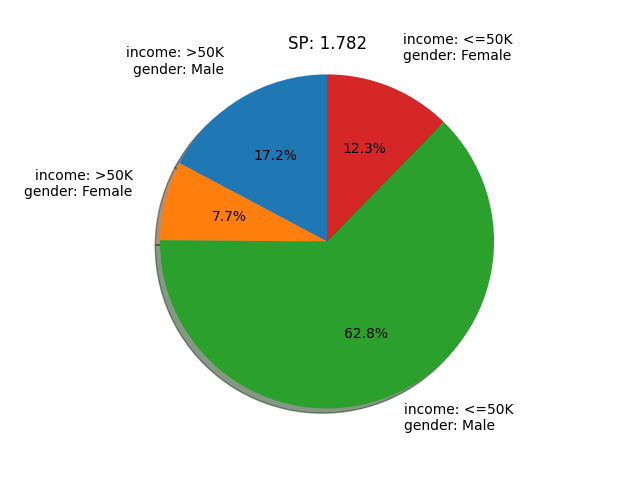 SP: 1.782
income: <=50K
gender: Female
income: >50K
gender: Male
17.2%
12.3%
income: >50K
gender: Female
7.7%
62.8%
income: <=50K
gender: Male